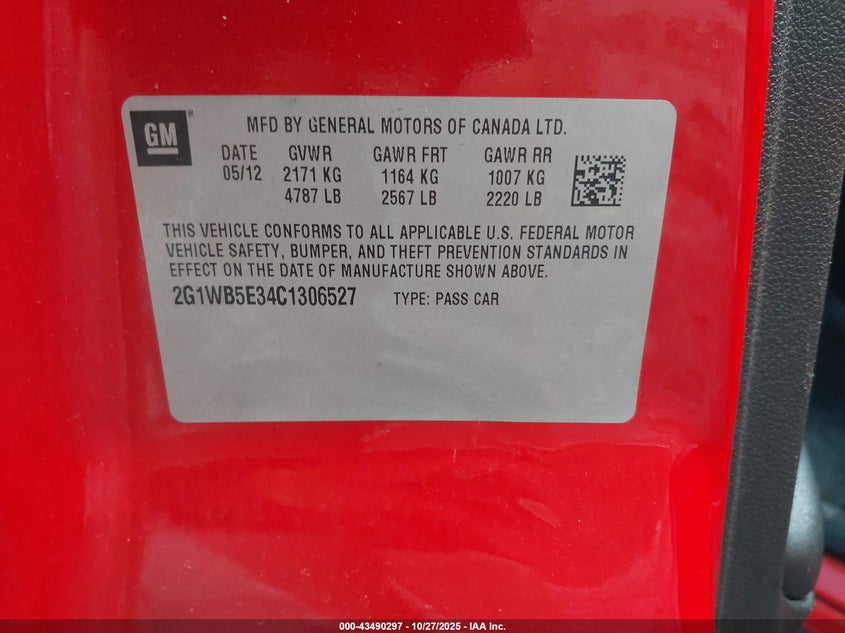 GM
MFD BY GENERAL MOTORS OF CANADA LTD.
DATE GVWR GAWR FRT GAWR RR
05/12 2171 KG 1164 KG 1007 KG
4787 LB 2567 LB 2220 LB
THIS VEHICLE CONFORMS TO ALL APPLICABLE U.S. FEDERAL MOTOR
VEHICLE SAFETY, BUMPER, AND THEFT PREVENTION STANDARDS IN
EFFECT ON THE DATE OF MANUFACTURE SHOWN ABOVE.
2G1WB5E34C1306527 TYPE: PASS CAR
000-43490297 - 10/27/2025 - IAA Inc.